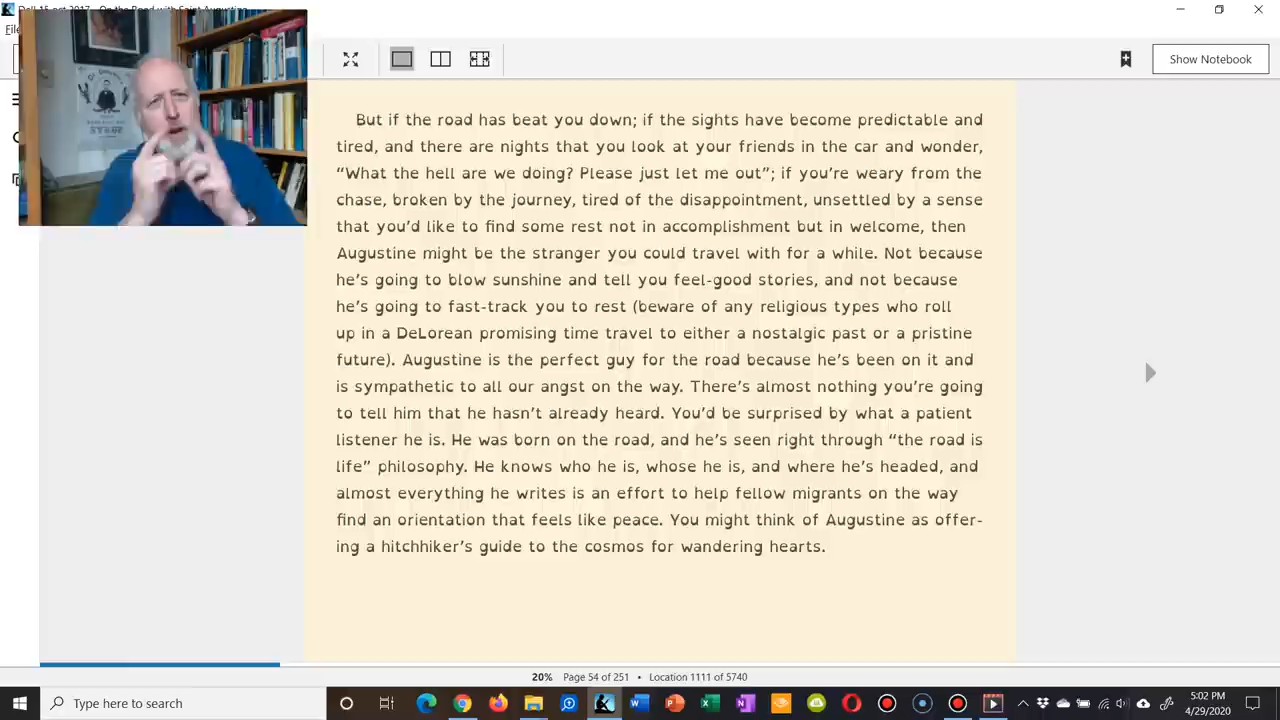 On the Road with Saint Augustine
File
Show Notebook
But if the road has beat you down; if the sights have become predictable and
tired, and there are nights that you look at your friends in the car and wonder,
“What the hell are we doing? Please just let me out”; if you’re weary from the
chase, broken by the journey, tired of the disappointment, unsettled by a sense
that you’d like to find some rest not in accomplishment but in welcome, then
Augustine might be the stranger you could travel with for a while. Not because
he’s going to blow sunshine and tell you feel-good stories, and not because
he’s going to fast-track you to rest (beware of any religious types who roll
up in a DeLorean promising time travel to either a nostalgic past or a pristine
future). Augustine is the perfect guy for the road because he’s been on it and
is sympathetic to all our angst on the way. There’s almost nothing you’re going
to tell him that he hasn’t already heard. You’d be surprised by what a patient
listener he is. He was born on the road, and he’s seen right through “the road is
life” philosophy. He knows who he is, whose he is, and where he’s headed, and
almost everything he writes is an effort to help fellow migrants on the way
find an orientation that feels like peace. You might think of Augustine as offer-
ing a hitchhiker’s guide to the cosmos for wandering hearts.
20% Page 54 of 251 • Location 1111 of 5740
Type here to search
5:02 PM
4/29/2020